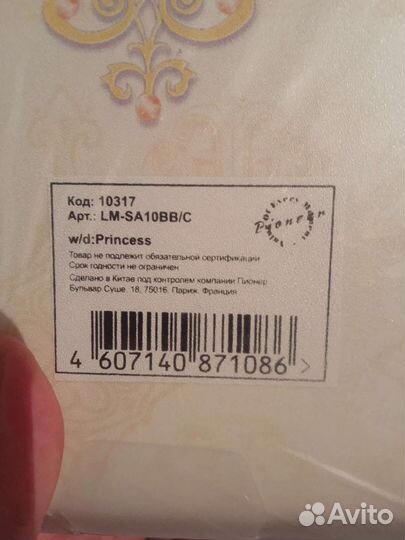 Код: 10317
Арт.: LM-SA10BB/C
Pioneer
w/d:Princess
Товар не подлежит обязательной сертификации
Срок годности не ограничен
Сделано в Китае под контролем компании Пионер
Бульвар Суше, 18, 75016, Париж, Франция
4 607140 871086 >
Avito